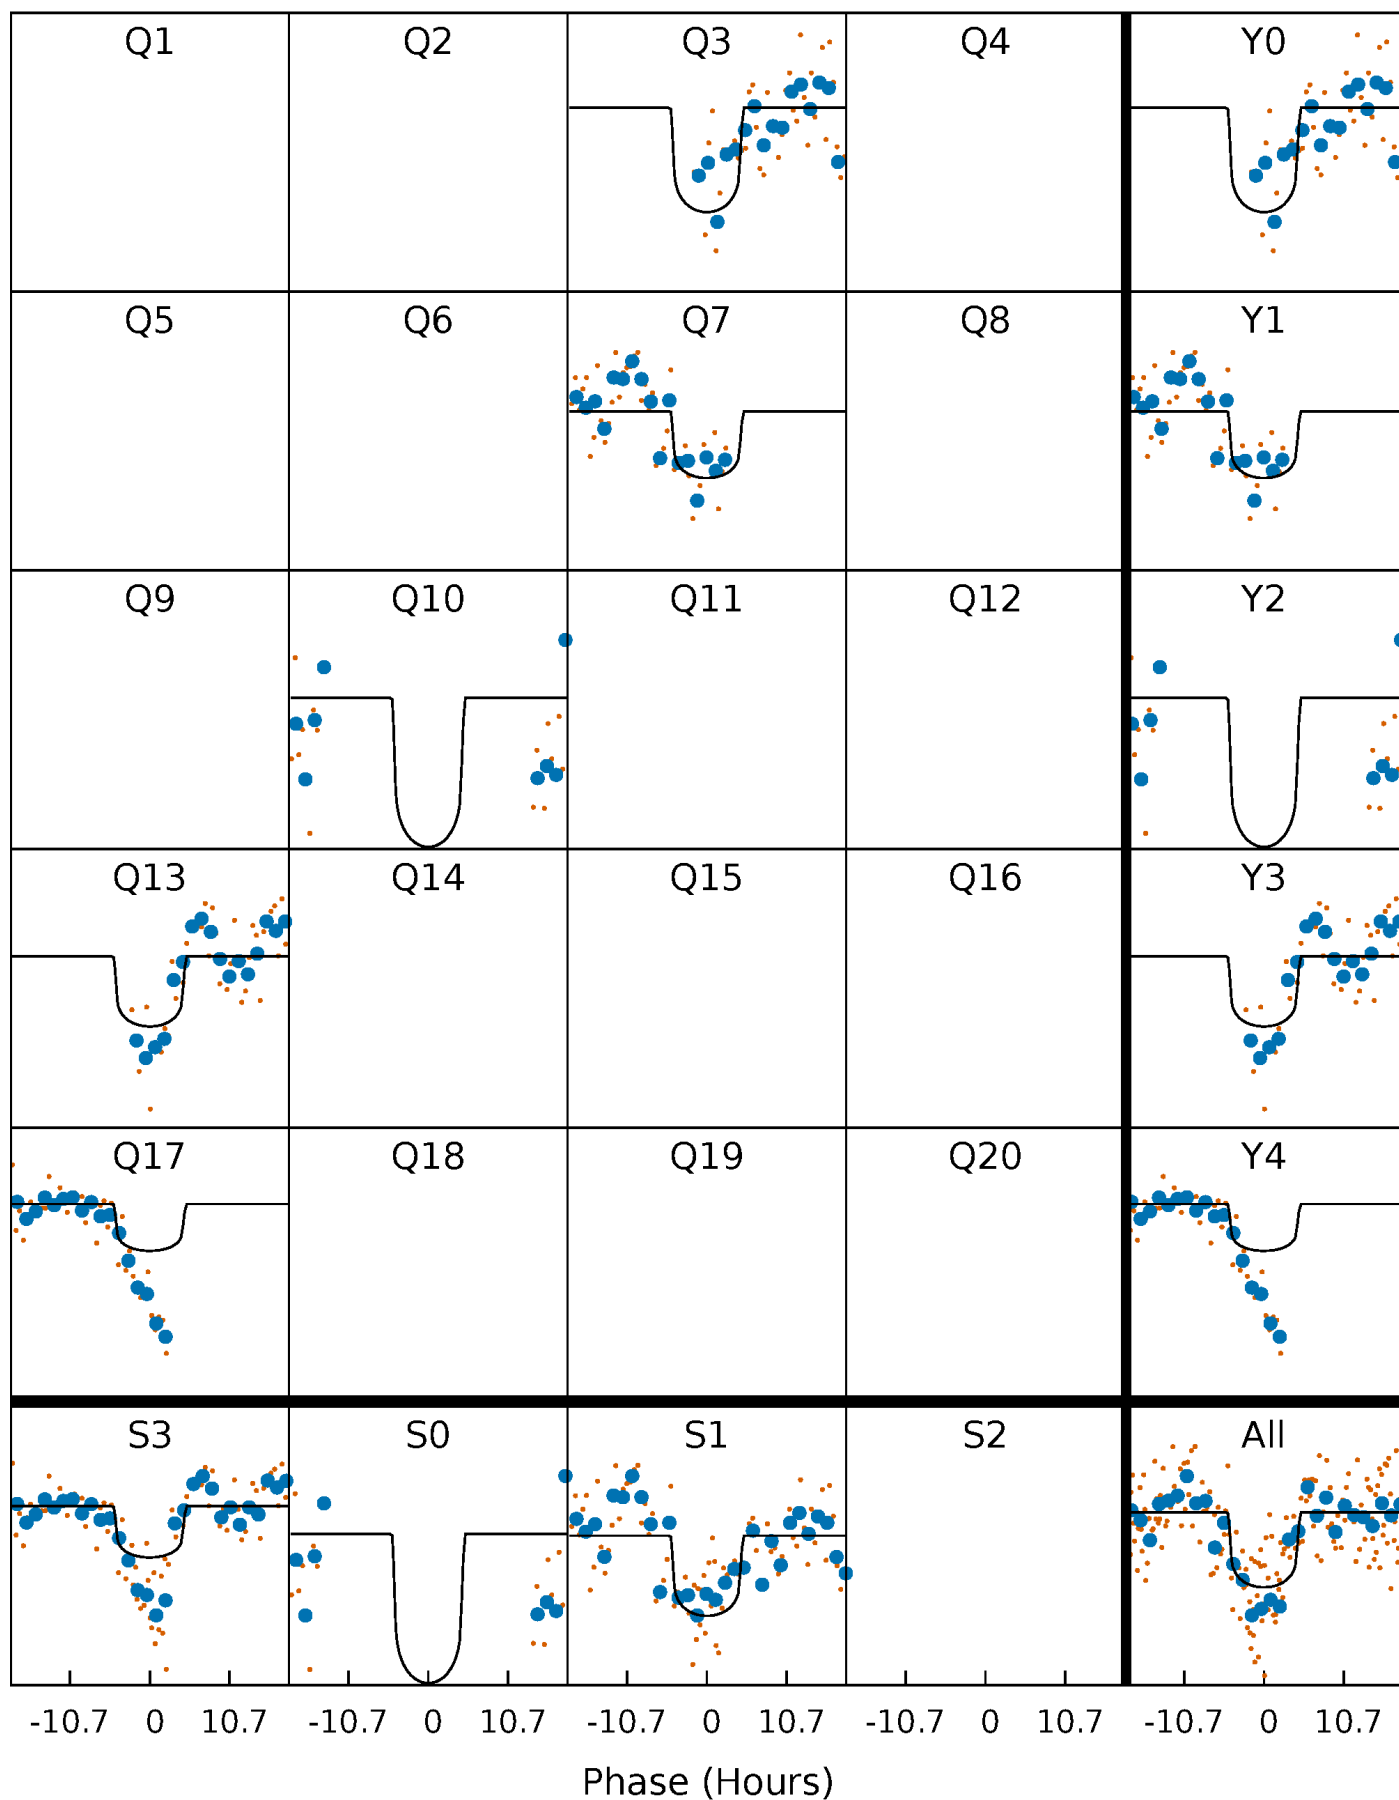 Q1 Q2 Q3 Q4 Y0
Q5 Q6 Q7 Q8 Y1
Q9 Q10 Q11 Q12 Y2
Q13 Q14 Q15 Q16 Y3
Q17 Q18 Q19 Q20 Y4
S3 S0 S1 S2 All
-10.7 0 10.7 -10.7 0 10.7 -10.7 0 10.7 -10.7 0 10.7 -10.7 0 10.7
Phase (Hours)